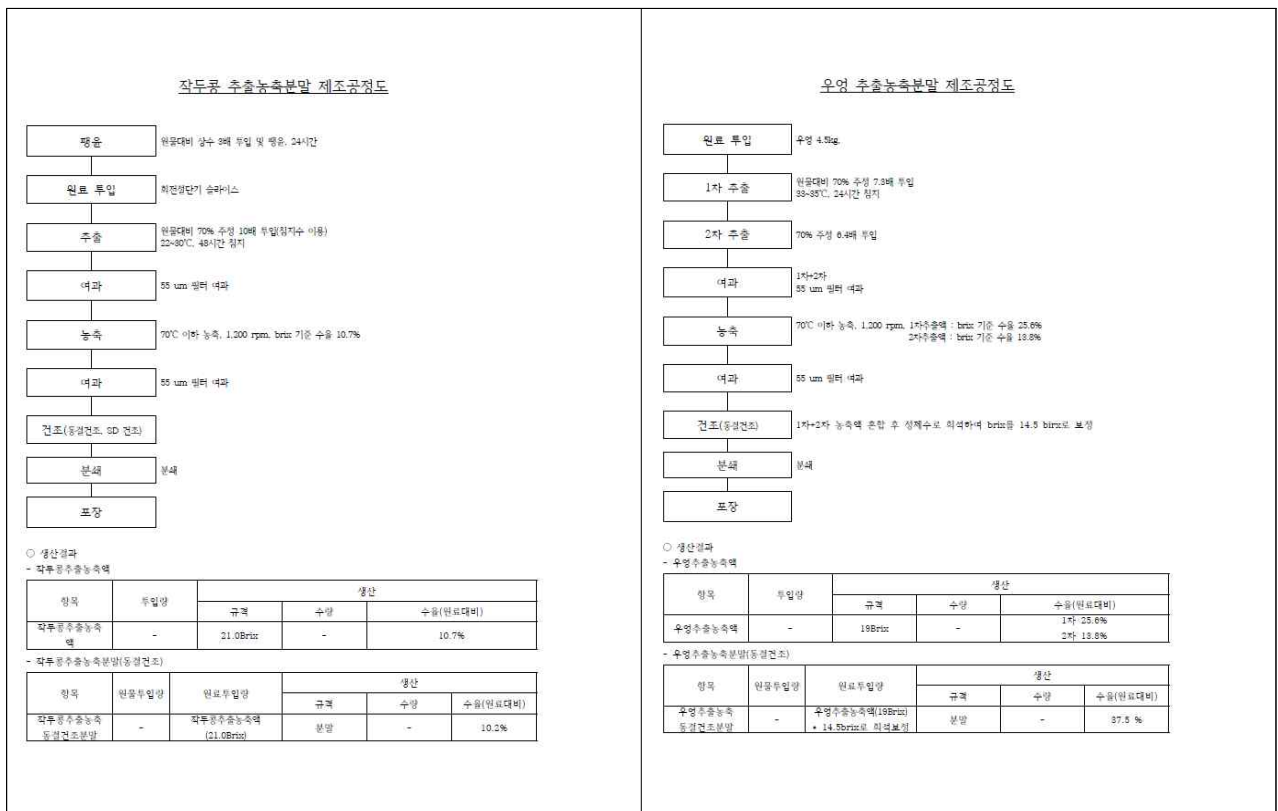 작두콩 추출농축분말 제조공정도
팽윤
원물대비 상수 3배 투입 및 팽윤, 24시간
원료 투입
회전절단기 슬라이스
추출
원물대비 70% 주정 10배 투입(침지수 이용)
22~30℃, 48시간 침지
여과
55 um 필터 여과
농축
70℃ 이하 농축, 1,200 rpm, brix 기준 수율 10.7%
여과
55 um 필터 여과
건조(동결건조, SD 건조)
분쇄
분쇄
포장
○ 생산결과
- 작두콩추출농축액
항목 투입량 생산
규격 수량 수율(원료대비)
작두콩추출농축
액
- 21.0Brix - 10.7%
- 작두콩추출농축분말(동결건조)
항목 원물투입량 원료투입량 생산
규격 수량 수율(원료대비)
작두콩추출농축
동결건조분말
-
작두콩추출농축액
(21.0Brix)
분말 - 10.2%
우엉 추출농축분말 제조공정도
원료 투입
우엉 4.5kg,
1차 추출
원물대비 70% 주정 7.3배 투입
33~35℃, 24시간 침지
2차 추출
70% 주정 6.4배 투입
여과
1차+2차
55 um 필터 여과
농축
70℃ 이하 농축, 1,200 rpm, 1차추출액 : brix 기준 수율 25.6%
2차추출액 : brix 기준 수율 13.8%
여과
55 um 필터 여과
건조(동결건조)
1차+2차 농축액 혼합 후 정제수로 희석하여 brix를 14.5 birx로 보정
분쇄
분쇄
포장
○ 생산결과
- 우엉추출농축액
항목 투입량 생산
규격 수량 수율(원료대비)
우엉추출농축액 - 19Brix -
1차 25.6%
2차 13.8%
- 우엉추출농축분말(동결건조)
항목 원물투입량 원료투입량 생산
규격 수량 수율(원료대비)
우엉추출농축
동결건조분말
-
우엉추출농축액(19Brix)
* 14.5brix로 희석보정
분말 - 37.5 %